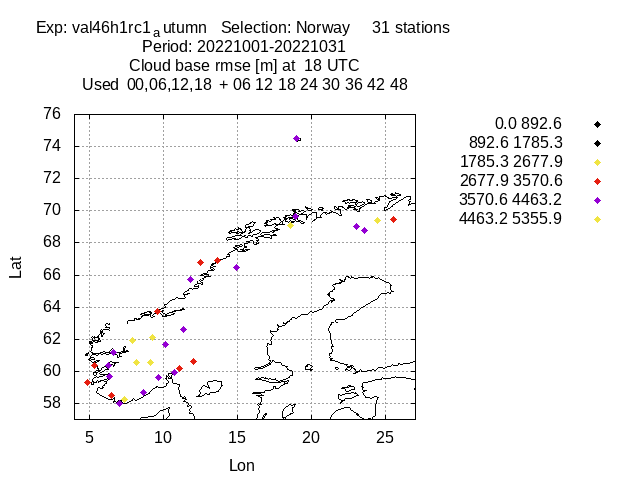 Exp: val46h1rc1autumn   Selection: Norway     31 stations
Period: 20221001-20221031
Cloud base rmse [m] at  18 UTC
Used  00,06,12,18  + 06 12 18 24 30 36 42 48
0.0 892.6
892.6 1785.3
1785.3 2677.9
2677.9 3570.6
3570.6 4463.2
4463.2 5355.9
76
74
72
70
68
66
64
62
60
58
Lat
5 10 15 20 25
Lon